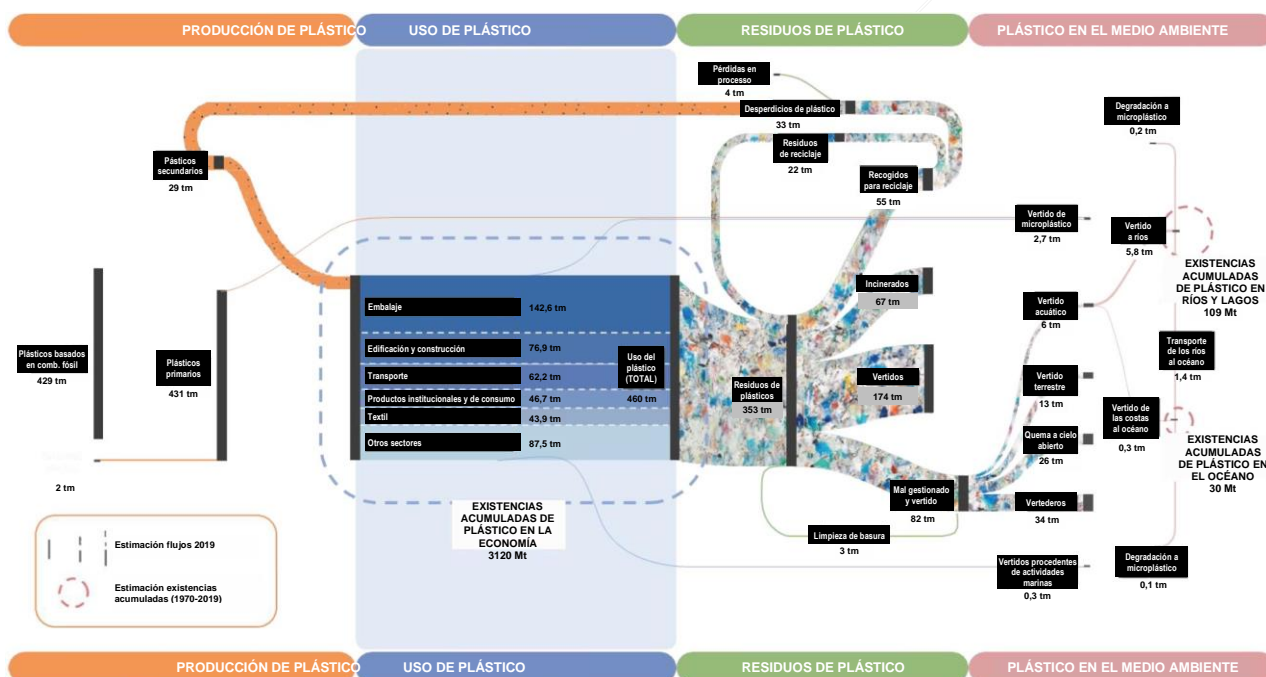 PRODUCCIÓN DE PLÁSTICO
USO DE PLÁSTICO
RESIDUOS DE PLÁSTICO
PLÁSTICO EN EL MEDIO AMBIENTE
Pérdidas en
proceso
4 tm
Desperdicios de plástico
33 tm
Residuos
de reciclaje
22 tm
Recogidos
para reciclaje
55 tm
Degradación a
microplástico
0,2 tm
Pásticos
secundarios
29 tm
Vertido de
microplástico
2,7 tm
Vertido
a ríos
5,8 tm
EXISTENCIAS
ACUMULADAS
DE PLÁSTICO EN
RÍOS Y LAGOS
109 Mt
Plásticos basados
en comb. fósil
429 tm
Plásticos
primarios
431 tm
2 tm
Embalaje
142,6 tm
Edificación y construcción
76,9 tm
Transporte
62,2 tm
Productos institucionales y de consumo
46,7 tm
Textil
43,9 tm
Otros sectores
87,5 tm
Uso del
plástico
(TOTAL)
460 tm
Residuos de
plásticos
353 tm
Incinerados
67 tm
Vertidos
174 tm
Mal gestionado
y vertido
82 tm
Limpieza de basura
3 tm
Vertido
acuático
6 tm
Vertido
terrestre
13 tm
Quema a cielo
abierto
26 tm
Vertederos
34 tm
Transporte
de los ríos
al océano
1,4 tm
Vertido de
las costas
al océano
0,3 tm
EXISTENCIAS
ACUMULADAS
DE PLÁSTICO EN
EL OCÉANO
30 Mt
EXISTENCIAS
ACUMULADAS DE
PLÁSTICO EN LA
ECONOMÍA
3120 Mt
Vertidos procedentes
de actividades
marinas
0,3 tm
Degradación a
microplástico
0,1 tm
Estimación flujos 2019
Estimación existencias
acumuladas (1970-2019)
PRODUCCIÓN DE PLÁSTICO
USO DE PLÁSTICO
RESIDUOS DE PLÁSTICO
PLÁSTICO EN EL MEDIO AMBIENTE